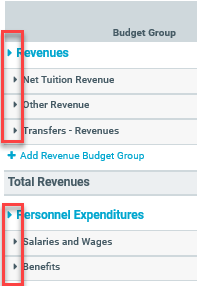 Budget Group
Revenues
Net Tuition Revenue
Other Revenue
Transfers - Revenues
+ Add Revenue Budget Group
Total Revenues
Personnel Expenditures
Salaries and Wages
Benefits